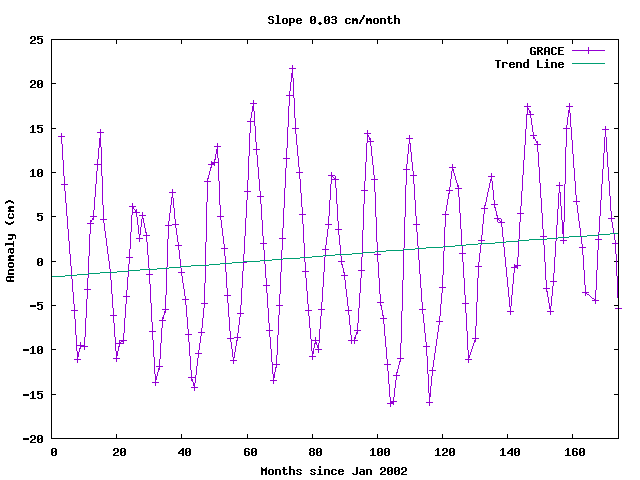 Slope 0.03 cm/month
25
20
15
10
5
0
-5
-10
-15
-20
Anomaly (cm)
GRACE
Trend Line
0 20 40 60 80 100 120 140 160
Months since Jan 2002